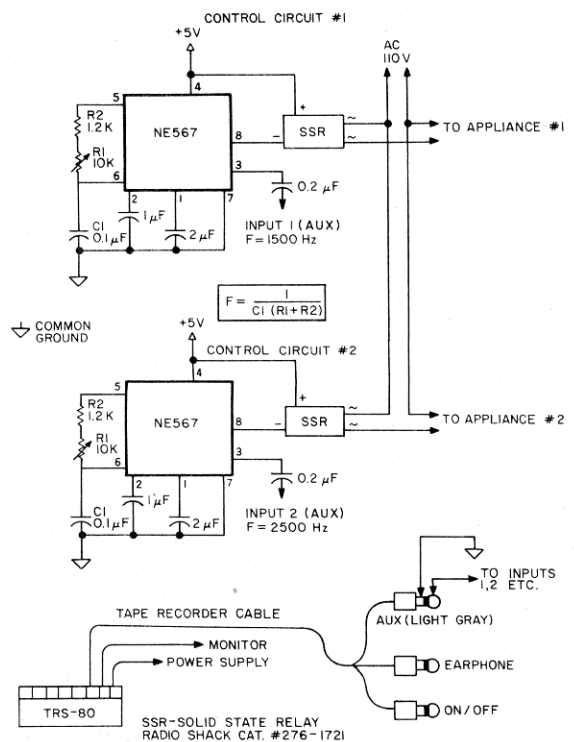 CONTROL CIRCUIT #1
+5V
AC
110V
4
5
R2
1.2K
NE567
R1
10K
6
8
3
+
−
SSR
~
~
TO APPLIANCE #1
2
1
7
1μF
2μF
C1
0.1μF
0.2 μF
INPUT 1 (AUX)
F=1500 Hz
F = 1 / C1 (R1+R2)
COMMON
GROUND
+5V
CONTROL CIRCUIT #2
4
5
R2
1.2K
NE567
R1
10K
6
8
3
+
−
SSR
~
~
TO APPLIANCE #2
2
1
7
1μF
2μF
C1
0.1μF
0.2 μF
INPUT 2 (AUX)
F=2500 Hz
TO INPUTS
1,2 ETC.
AUX (LIGHT GRAY)
TAPE RECORDER CABLE
MONITOR
POWER SUPPLY
EARPHONE
ON/OFF
TRS-80
SSR-SOLID STATE RELAY
RADIO SHACK CAT. #276-1721